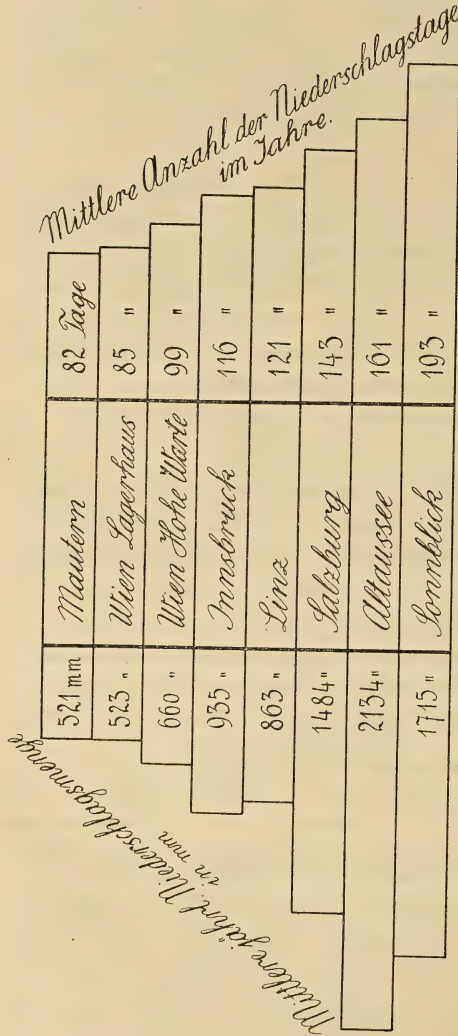 Mittlere Anzahl der Niederschlagstage
im Jahre.
82 Tage
85 "
99 "
116 "
121 "
143 "
161 "
193 "
Mautern
Wien Lagerhaus
Wien Hohe Warte
Innsbruck
Linz
Salzburg
Altaussee
Sonnblick
521 mm
523 "
660 "
935 "
863 "
1484 "
2134 "
1715 "
Mittlere jährl. Niederschlagsmenge
in mm